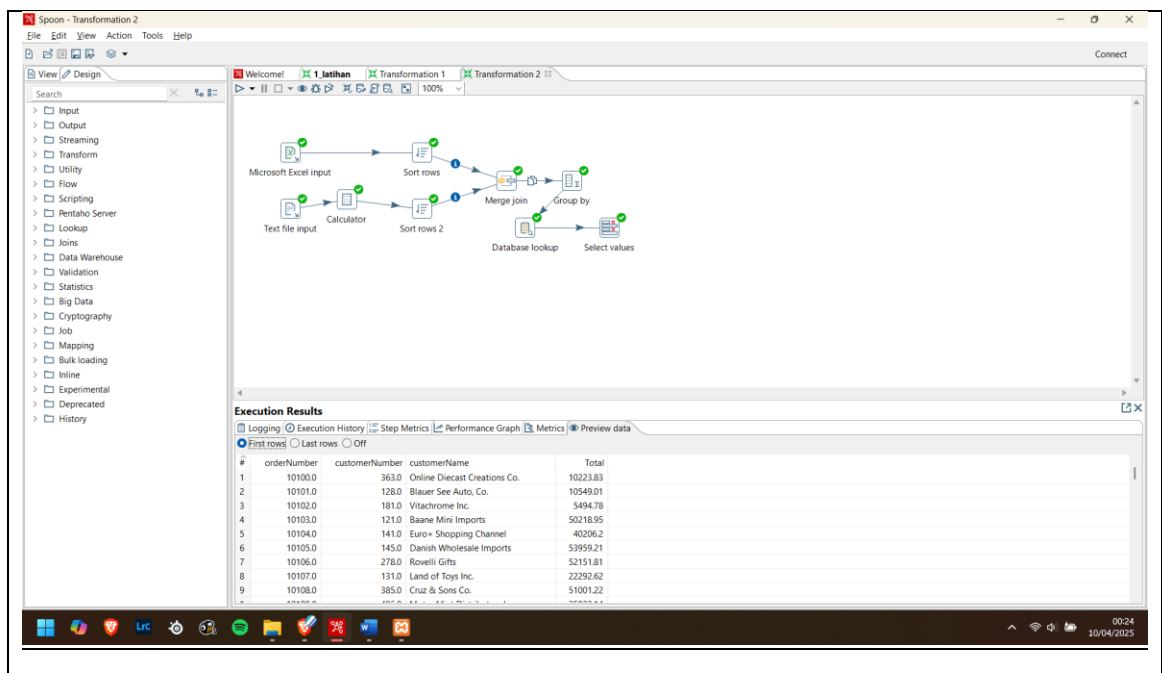 Spoon - Transformation 2
File Edit View Action Tools Help
Connect
View Design
Welcome! 1_latihan Transformation 1 Transformation 2
Search
100%
Input
Output
Streaming
Transform
Utility
Flow
Scripting
Pentaho Server
Lookup
Joins
Data Warehouse
Validation
Statistics
Big Data
Cryptography
Job
Mapping
Bulk loading
Inline
Experimental
Deprecated
History
Microsoft Excel input
Sort rows
Merge join
Group by
Text file input
Calculator
Sort rows 2
Database lookup
Select values
Execution Results
Logging Execution History Step Metrics Performance Graph Metrics Preview data
First rows Last rows Off
# orderNumber customerNumber customerName Total
1 10100.0 363.0 Online Diecast Creations Co. 10223.83
2 10101.0 128.0 Blauer See Auto, Co. 10549.01
3 10102.0 181.0 Vitachrome Inc. 5494.78
4 10103.0 121.0 Baane Mini Imports 50218.95
5 10104.0 141.0 Euro+ Shopping Channel 40206.2
6 10105.0 145.0 Danish Wholesale Imports 53959.21
7 10106.0 278.0 Rovelli Gifts 52151.81
8 10107.0 131.0 Land of Toys Inc. 22292.62
9 10108.0 385.0 Cruz & Sons Co. 51001.22
LrC
00:24
10/04/2025